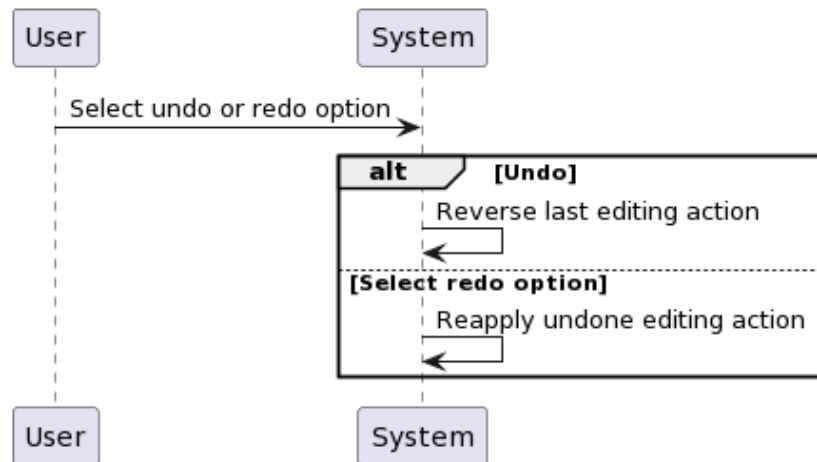 User System
Select undo or redo option
alt [Undo]
Reverse last editing action
[Select redo option]
Reapply undone editing action
User System